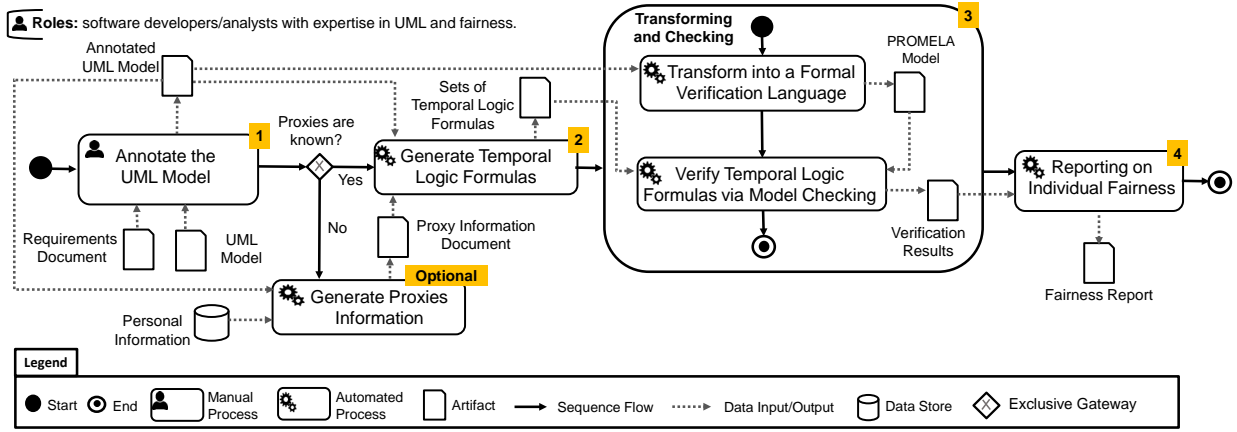 Roles: software developers/analysts with expertise in UML and fairness.
Annotated
UML Model
Proxies are
known?
1
Annotate the
UML Model
Yes
No
Requirements
Document
UML
Model
Sets of
Temporal Logic
Formulas
2
Generate Temporal
Logic Formulas
Proxy Information
Document
Optional
Generate Proxies
Information
Personal
Information
3
Transforming
and Checking
Transform into a Formal
Verification Language
PROMELA
Model
Verify Temporal Logic
Formulas via Model Checking
Verification
Results
4
Reporting on
Individual Fairness
Fairness Report
Legend
Start
End
Manual
Process
Automated
Process
Artifact
Sequence Flow
Data Input/Output
Data Store
Exclusive Gateway